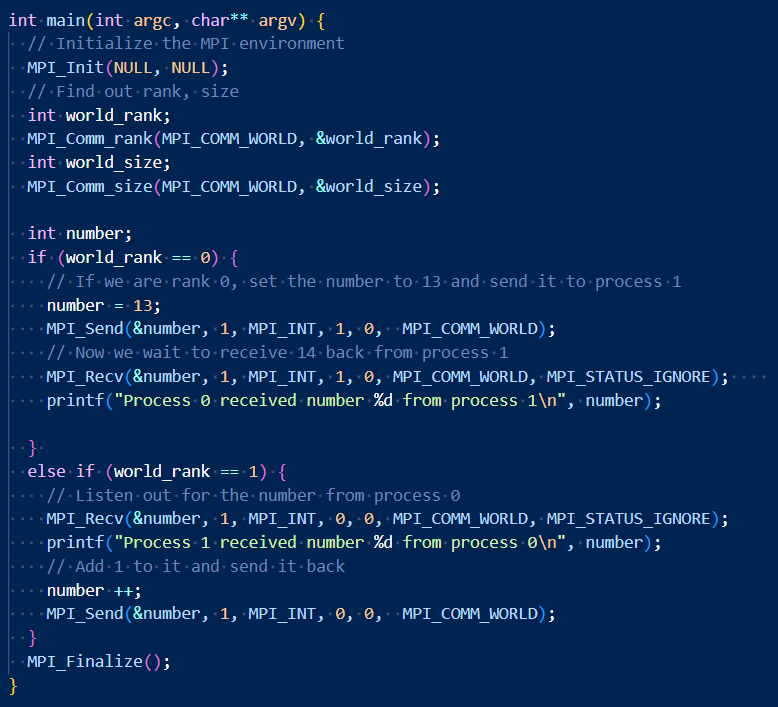 int main(int argc, char** argv) {
  // Initialize the MPI environment
  MPI_Init(NULL, NULL);
  // Find out rank, size
  int world_rank;
  MPI_Comm_rank(MPI_COMM_WORLD, &world_rank);
  int world_size;
  MPI_Comm_size(MPI_COMM_WORLD, &world_size);

  int number;
  if (world_rank == 0) {
    // If we are rank 0, set the number to 13 and send it to process 1
    number = 13;
    MPI_Send(&number, 1, MPI_INT, 1, 0,  MPI_COMM_WORLD);
    // Now we wait to receive 14 back from process 1
    MPI_Recv(&number, 1, MPI_INT, 1, 0, MPI_COMM_WORLD, MPI_STATUS_IGNORE);
    printf("Process 0 received number %d from process 1\n", number);

  }
  else if (world_rank == 1) {
    // Listen out for the number from process 0
    MPI_Recv(&number, 1, MPI_INT, 0, 0, MPI_COMM_WORLD, MPI_STATUS_IGNORE);
    printf("Process 1 received number %d from process 0\n", number);
    // Add 1 to it and send it back
    number ++;
    MPI_Send(&number, 1, MPI_INT, 0, 0,  MPI_COMM_WORLD);
  }
  MPI_Finalize();
}